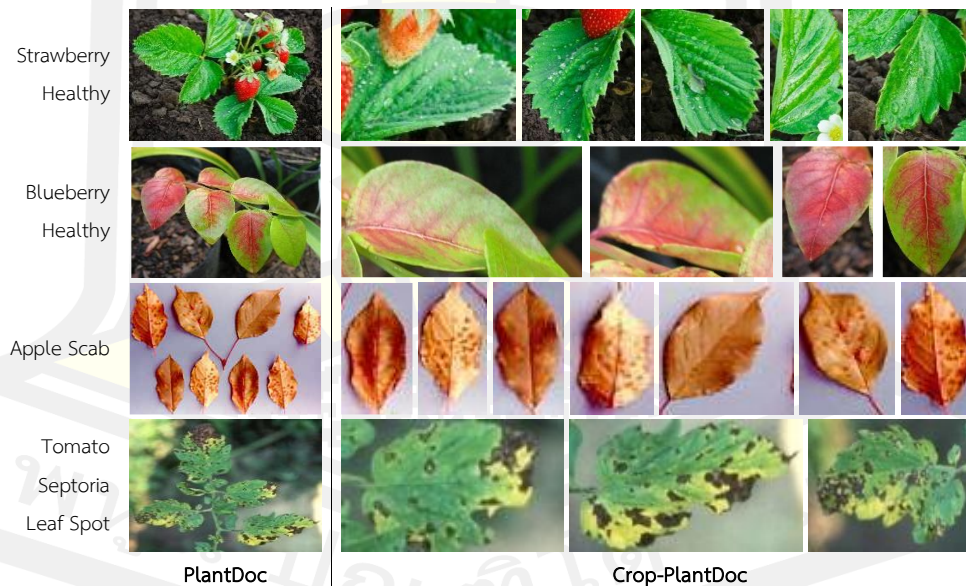 Strawberry
Healthy
Blueberry
Healthy
Apple Scab
Tomato
Septoria
Leaf Spot
PlantDoc
Crop-PlantDoc